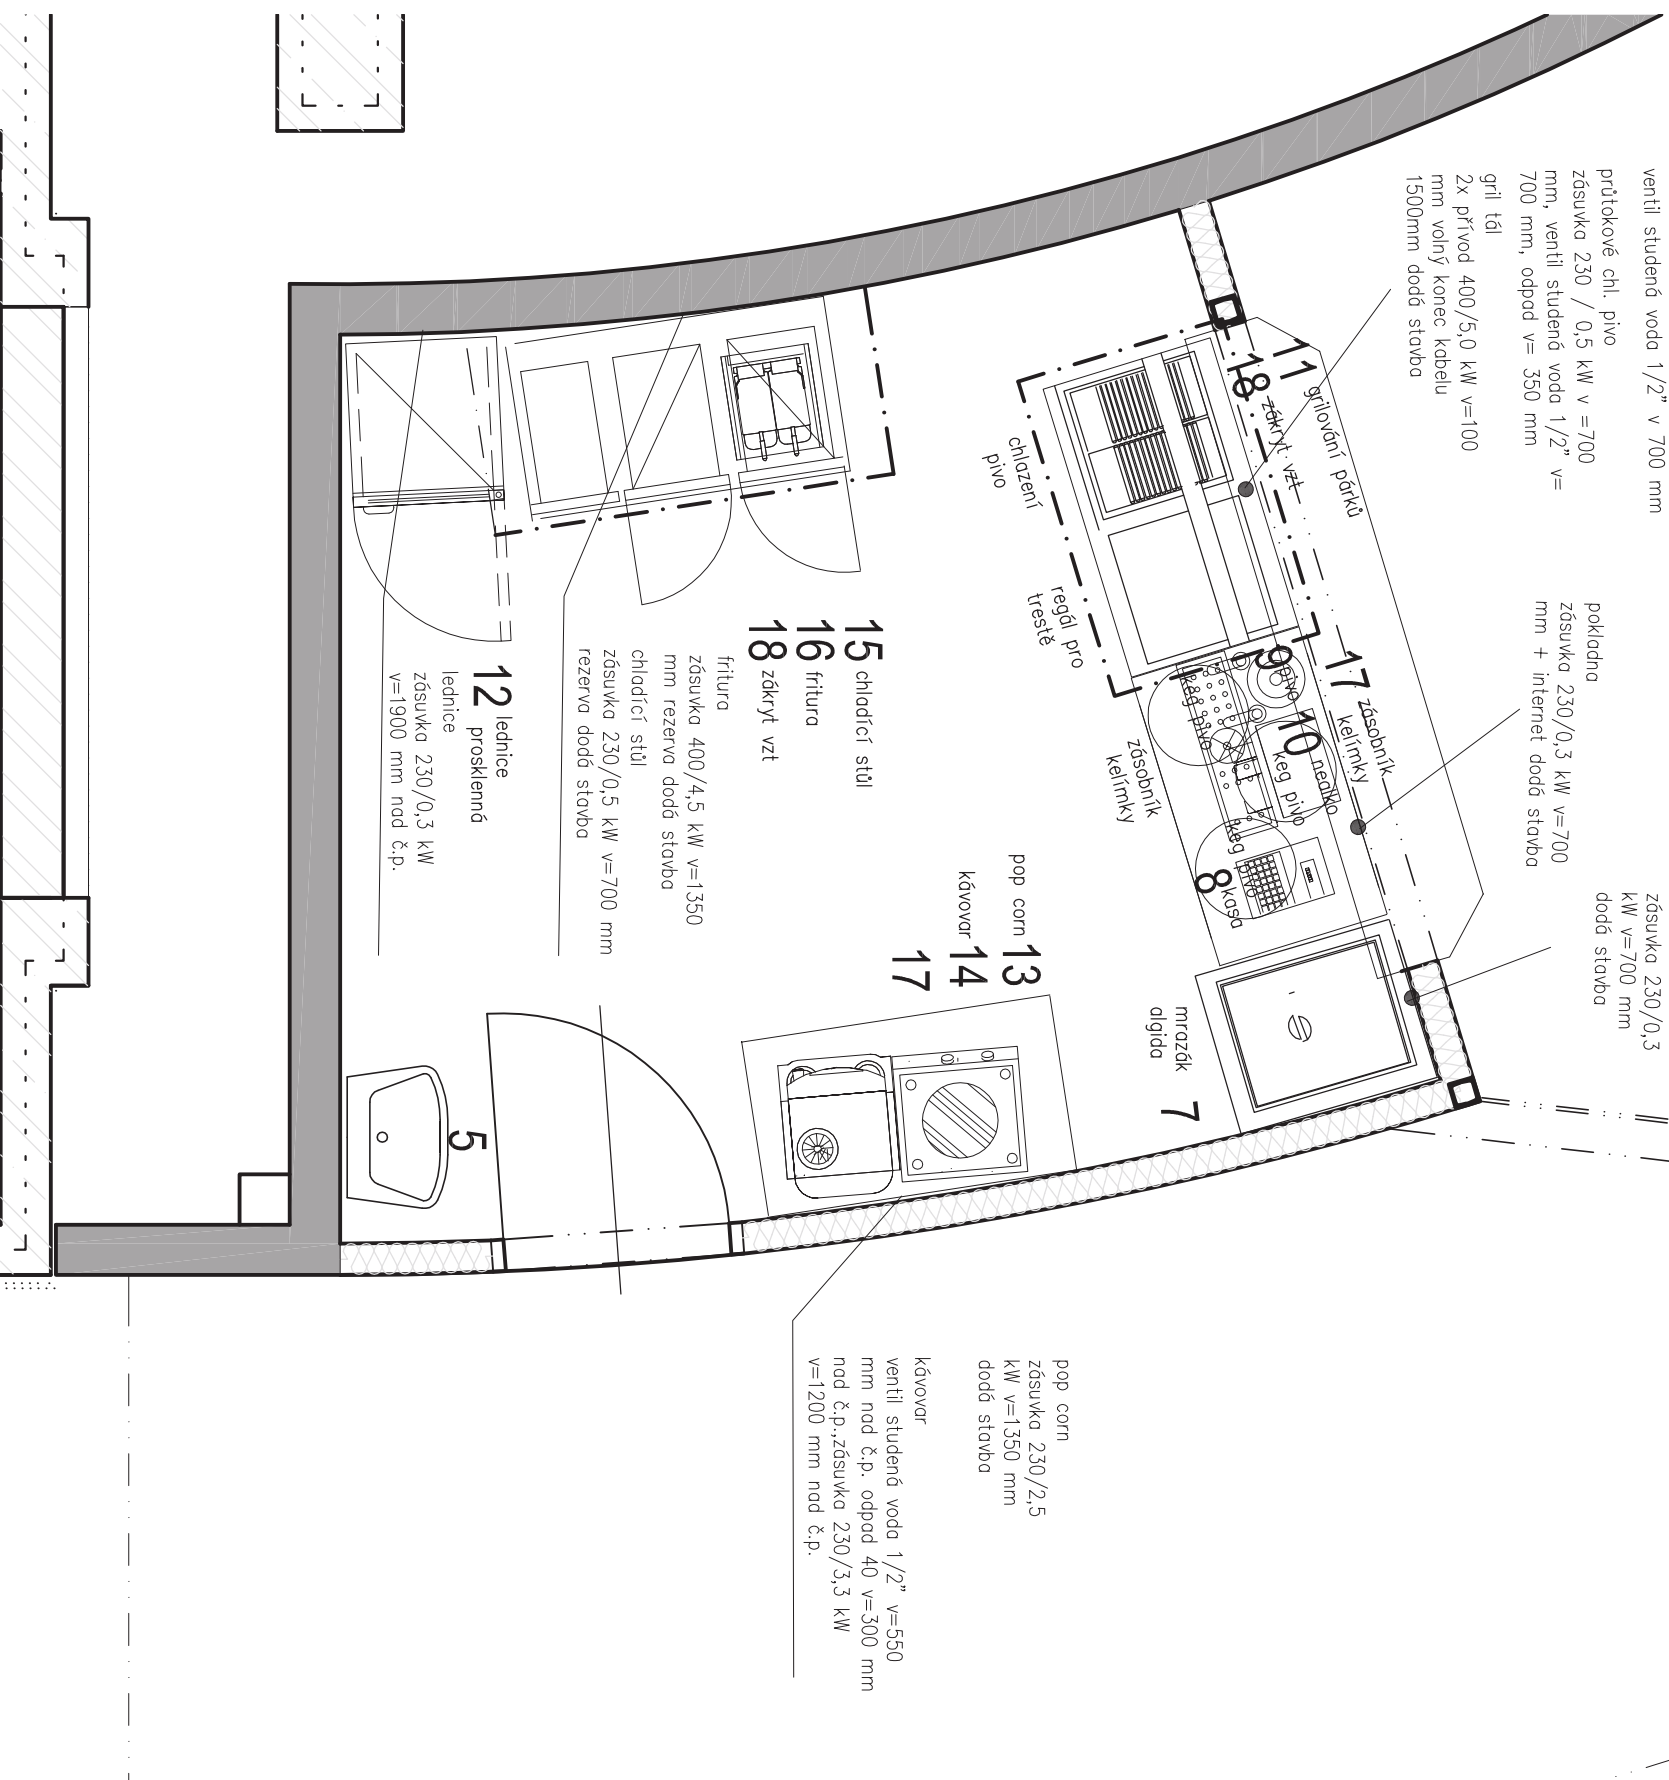 ventil studená voda 1/2" v 700 mm
průtokové chl. pivo
zásuvka 230 / 0,5 kW v =700
mm, ventil studená voda 1/2" v=
700 mm, odpad v= 350 mm
gril tál
2x přívod 400/5,0 kW v=100
mm volný konec kabelu
1500mm dodá stavba
pokladna
zásuvka 230/0,3 kW v=700
mm + internet dodá stavba
zásuvka 230/0,3
kW v=700 mm
dodá stavba
11 grilování párků
18 zákryt vzt
chlazení
pivo
regál pro
trestě
17 zásobník
kelímky
9 pivo
10 nealko
keg pivo
keg pivo
keg pivo
8 kasa
zásobník
kelímky
mrazák
algida
7
15 chladící stůl
16 fritura
18 zákryt vzt
fritura
zásuvka 400/4,5 kW v=1350
mm rezerva dodá stavba
chladící stůl
zásuvka 230/0,5 kW v=700 mm
rezerva dodá stavba
12 lednice
prosklenná
lednice
zásuvka 230/0,3 kW
v=1900 mm nad č.p.
pop corn 13
kávovar 14
17
5
pop corn
zásuvka 230/2,5
kW v=1350 mm
dodá stavba
kávovar
ventil studená voda 1/2" v=550
mm nad č.p. odpad 40 v=300 mm
nad č.p.,zásuvka 230/3,3 kW
v=1200 mm nad č.p.